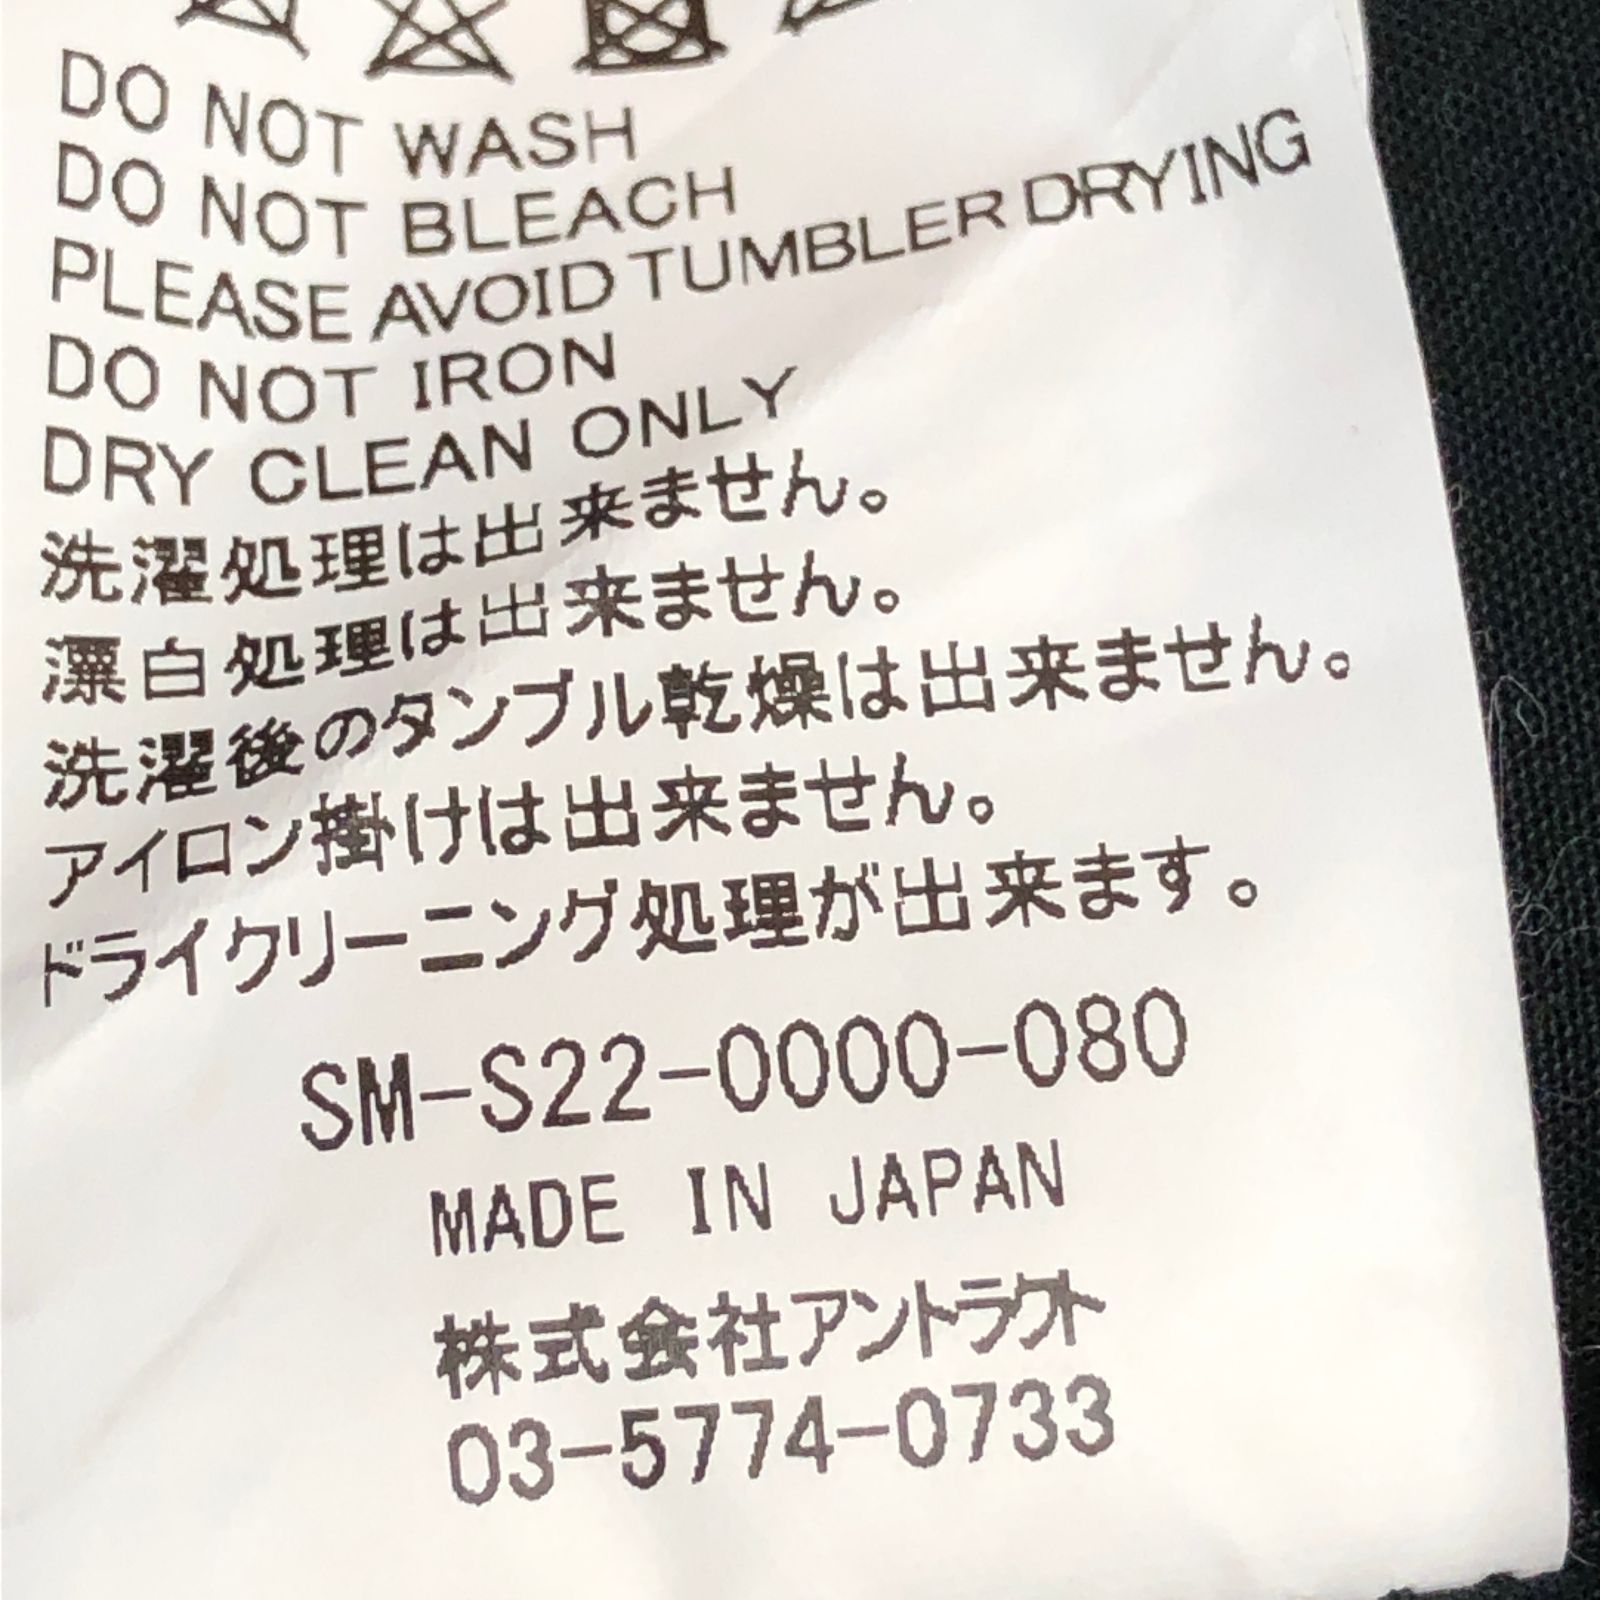 DO NOT WASH
DO NOT BLEACH
PLEASE AVOID TUMBLER DRYING
DO NOT IRON
DRY CLEAN ONLY
洗濯処理は出来ません。
漂白処理は出来ません。
洗濯後のタンブル乾燥は出来ません。
アイロン掛けは出来ません。
ドライクリーニング処理が出来ます。
SM-S22-0000-080
MADE IN JAPAN
株式会社アントラクト
03-5774-0733